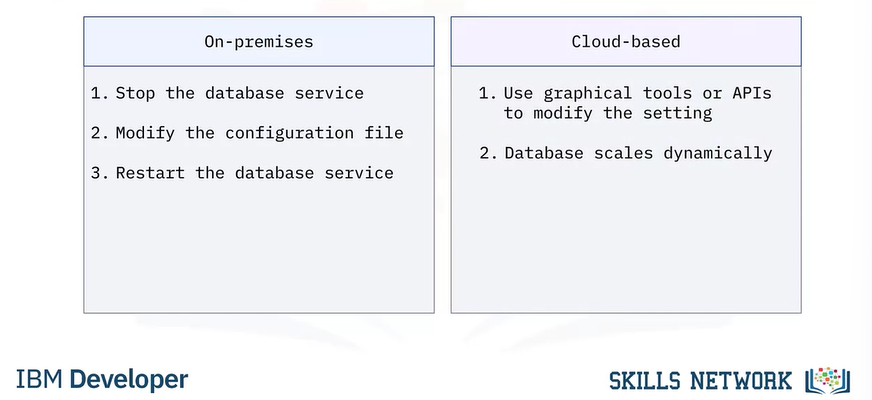 On-premises
1. Stop the database service
2. Modify the configuration file
3. Restart the database service
Cloud-based
1. Use graphical tools or APIs
to modify the setting
2. Database scales dynamically
IBM Developer
SKILLS NETWORK